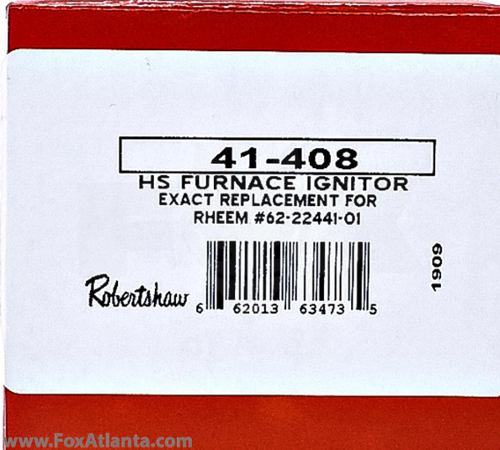 41-408
HS FURNACE IGNITOR
EXACT REPLACEMENT FOR
RHEEM #62-22441-01
1909
Robertshaw
6 62013 63473 5
www.FoxAtlanta.com